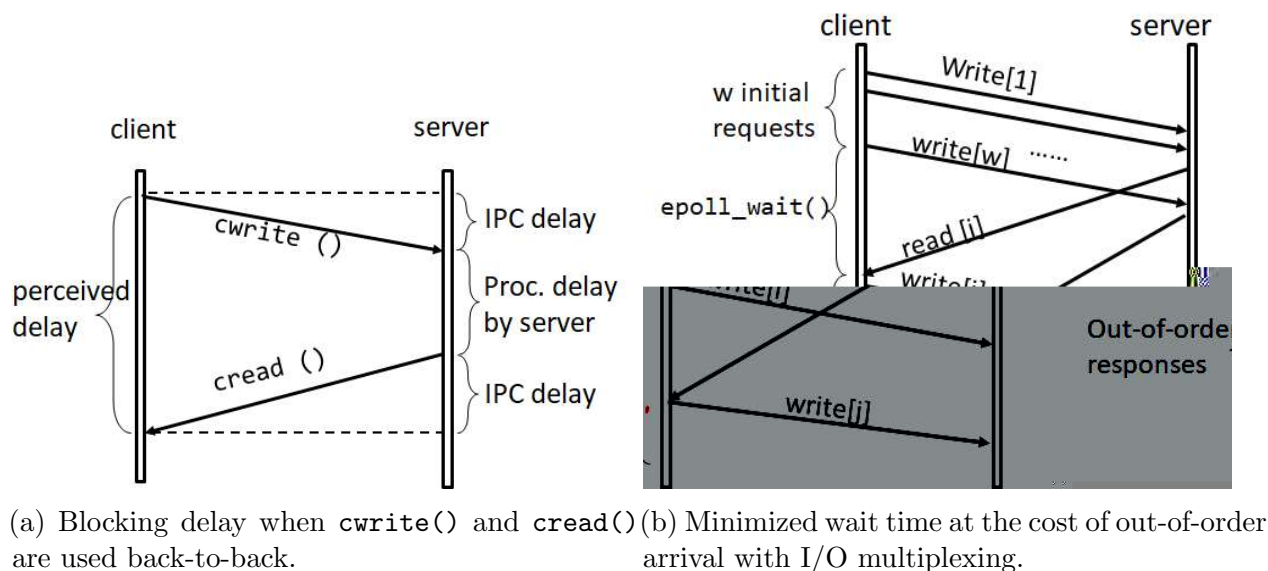 client
server
cwrite ()
cread ()
perceived
delay
IPC delay
Proc. delay
by server
IPC delay
client
server
w initial
requests
epoll_wait()
Write[1]
write[w] ......
read [j]
Out-of-order
responses
write[j]
(a) Blocking delay when cwrite() and cread()
are used back-to-back.
(b) Minimized wait time at the cost of out-of-order
arrival with I/O multiplexing.